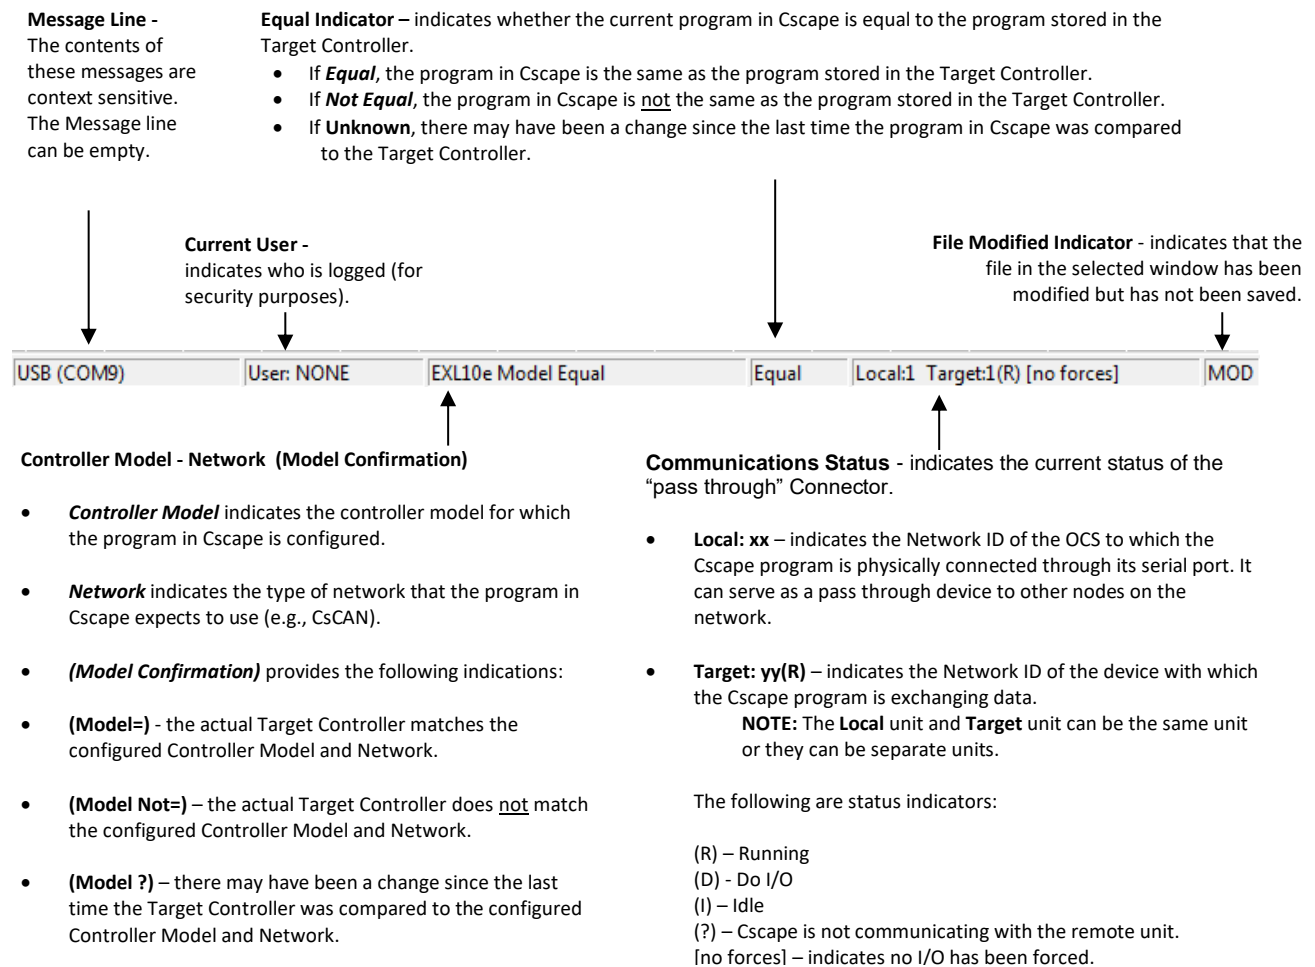 Message Line -
The contents of
these messages are
context sensitive.
The Message line
can be empty.
Equal Indicator – indicates whether the current program in Cscape is equal to the program stored in the
Target Controller.
• If Equal, the program in Cscape is the same as the program stored in the Target Controller.
• If Not Equal, the program in Cscape is not the same as the program stored in the Target Controller.
• If Unknown, there may have been a change since the last time the program in Cscape was compared
to the Target Controller.
Current User -
indicates who is logged (for
security purposes).
File Modified Indicator - indicates that the
file in the selected window has been
modified but has not been saved.
USB (COM9) User: NONE EXL10e Model Equal Equal Local:1 Target:1(R) [no forces] MOD
Controller Model - Network (Model Confirmation)
• Controller Model indicates the controller model for which
the program in Cscape is configured.
• Network indicates the type of network that the program in
Cscape expects to use (e.g., CsCAN).
• (Model Confirmation) provides the following indications:
• (Model=) - the actual Target Controller matches the
configured Controller Model and Network.
• (Model Not=) – the actual Target Controller does not match
the configured Controller Model and Network.
• (Model ?) – there may have been a change since the last
time the Target Controller was compared to the configured
Controller Model and Network.
Communications Status - indicates the current status of the
“pass through” Connector.
• Local: xx – indicates the Network ID of the OCS to which the
Cscape program is physically connected through its serial port. It
can serve as a pass through device to other nodes on the
network.
• Target: yy(R) – indicates the Network ID of the device with which
the Cscape program is exchanging data.
NOTE: The Local unit and Target unit can be the same unit
or they can be separate units.
The following are status indicators:
(R) – Running
(D) - Do I/O
(I) – Idle
(?) – Cscape is not communicating with the remote unit.
[no forces] – indicates no I/O has been forced.